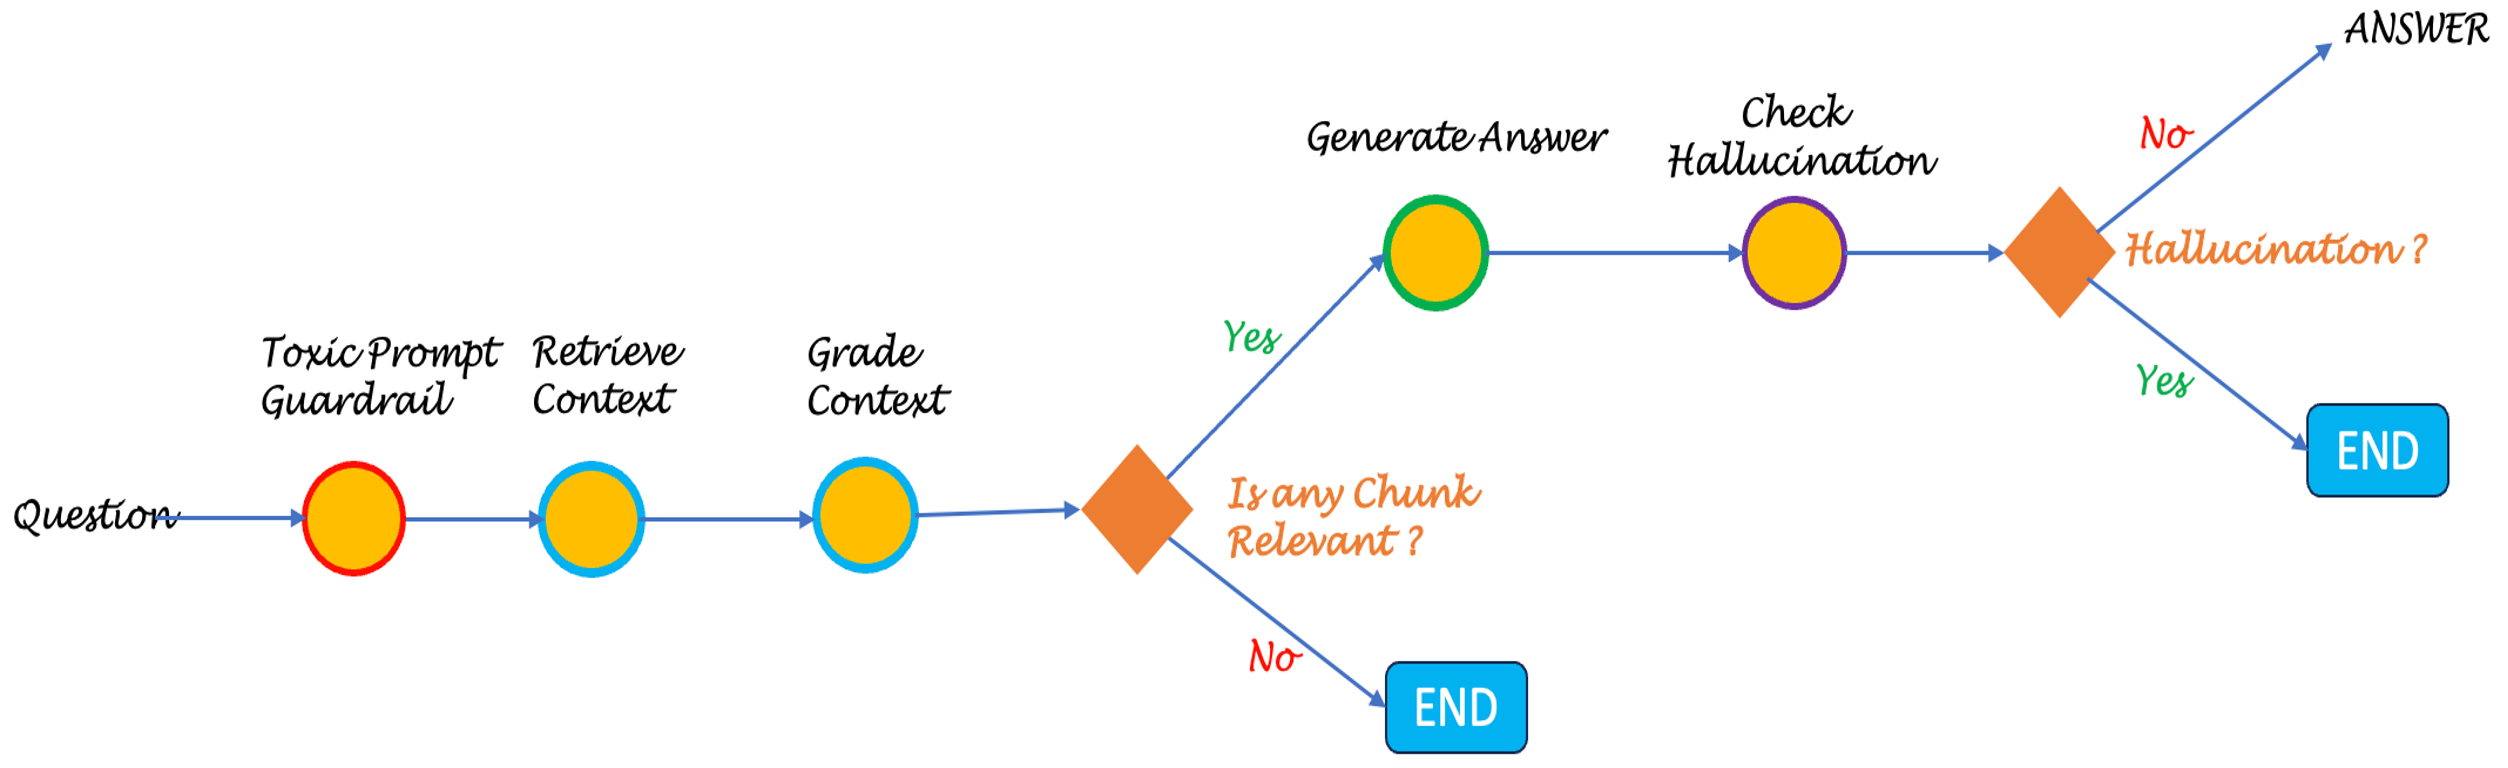 Question
Toxic Prompt
Guardrail
Retrieve
Context
Grade
Context
Is any Chunk
Relevant ?
Yes
No
END
Generate Answer
Check
Hallucination
Hallucination ?
No
ANSWER
Yes
END